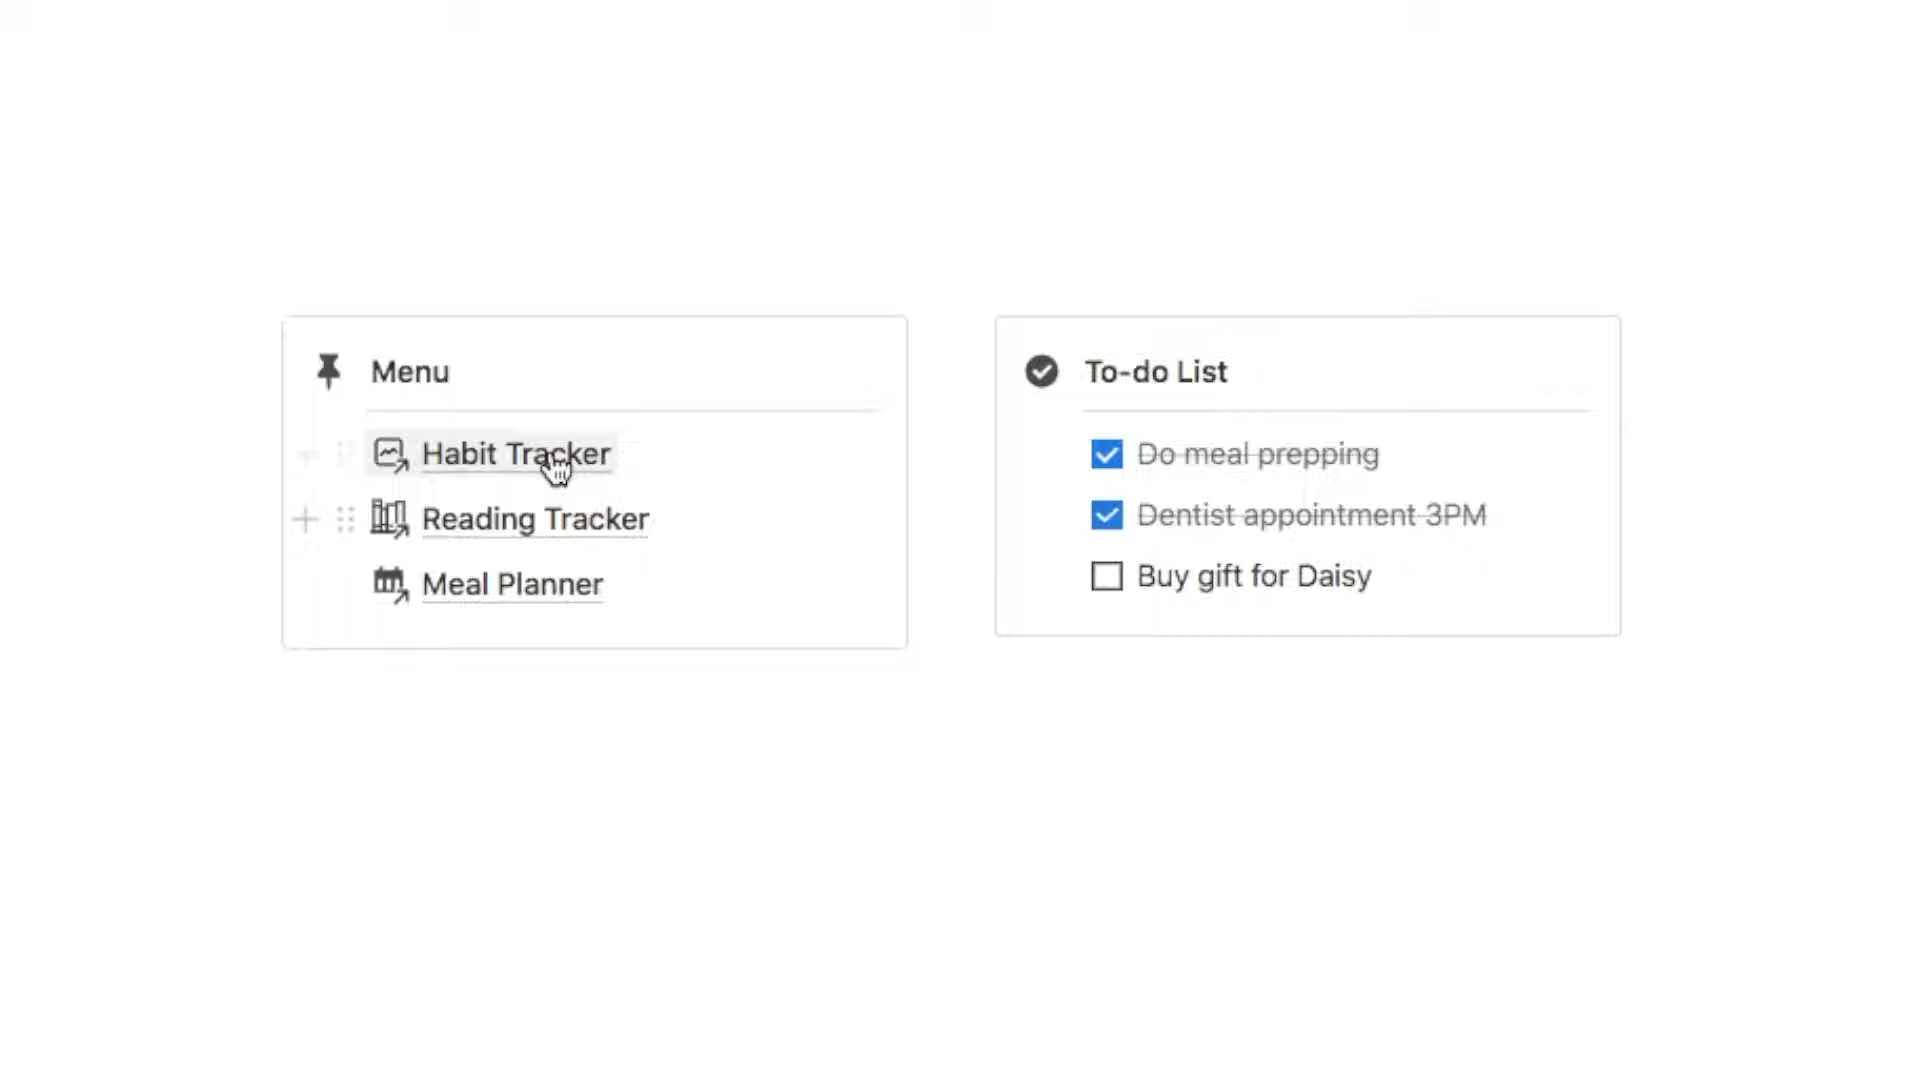 Menu
Habit Tracker
Reading Tracker
Meal Planner
To-do List
Do meal prepping
Dentist appointment 3PM
Buy gift for Daisy